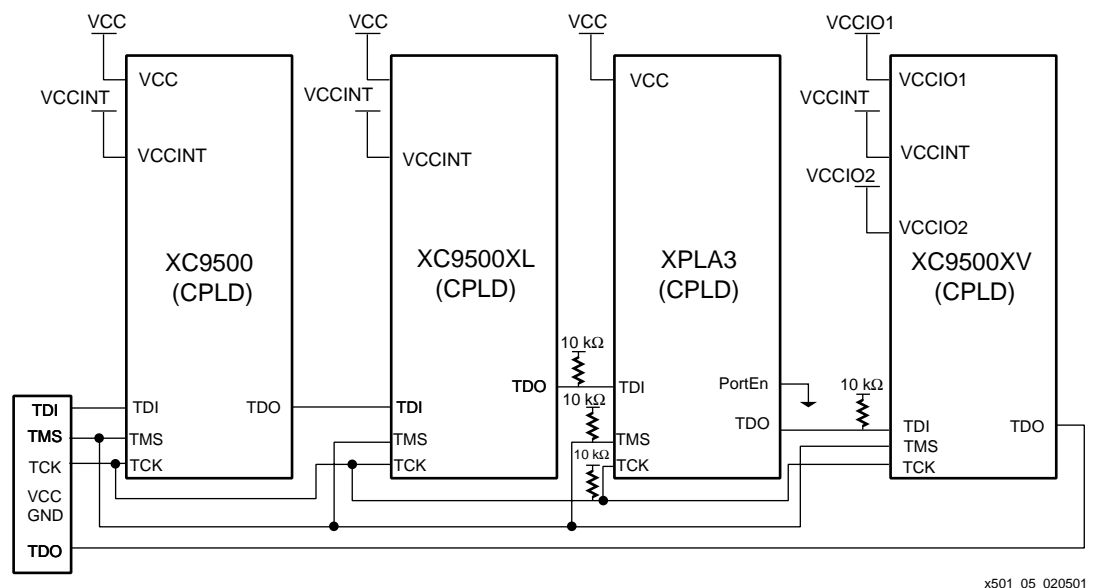 VCC
VCC
VCC
VCCIO1
VCC
VCC
VCCIO1
VCCINT
VCCINT
VCCINT
VCCINT
VCCINT
VCCINT
VCCIO2
VCCIO2
XC9500
(CPLD)
XC9500XL
(CPLD)
XPLA3
(CPLD)
XC9500XV
(CPLD)
10 kΩ
TDO
TDI
PortEn
10 kΩ
TDI
TMS
TCK
VCC
GND
TDO
TDI
TDO
TMS
TCK
TDI
TMS
TCK
10 kΩ
10 kΩ
TMS
TCK
TDO
TDI
TDO
TMS
TCK
x501_05_020501